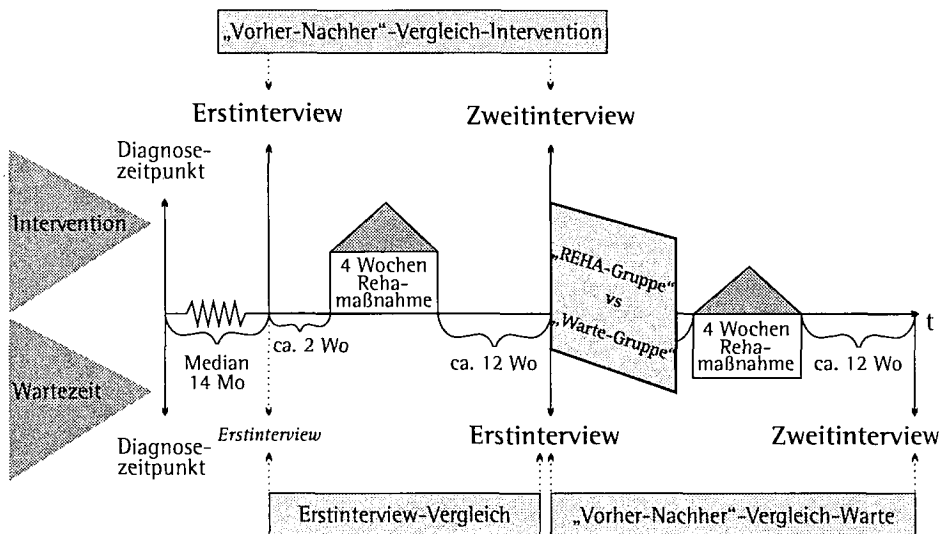 „Vorher-Nachher“-Vergleich-Intervention
Erstinterview
Zweitinterview
Diagnose-
zeitpunkt
Intervention
4 Wochen
Reha-
maßnahme
„REHA-Gruppe“
vs
„Warte-Gruppe“
t
Median
14 Mo
ca. 2 Wo
ca. 12 Wo
4 Wochen
Reha-
maßnahme
ca. 12 Wo
Wartezeit
Diagnose-
zeitpunkt
Erstinterview
Erstinterview
Zweitinterview
Erstinterview-Vergleich
„Vorher-Nachher“-Vergleich-Warte